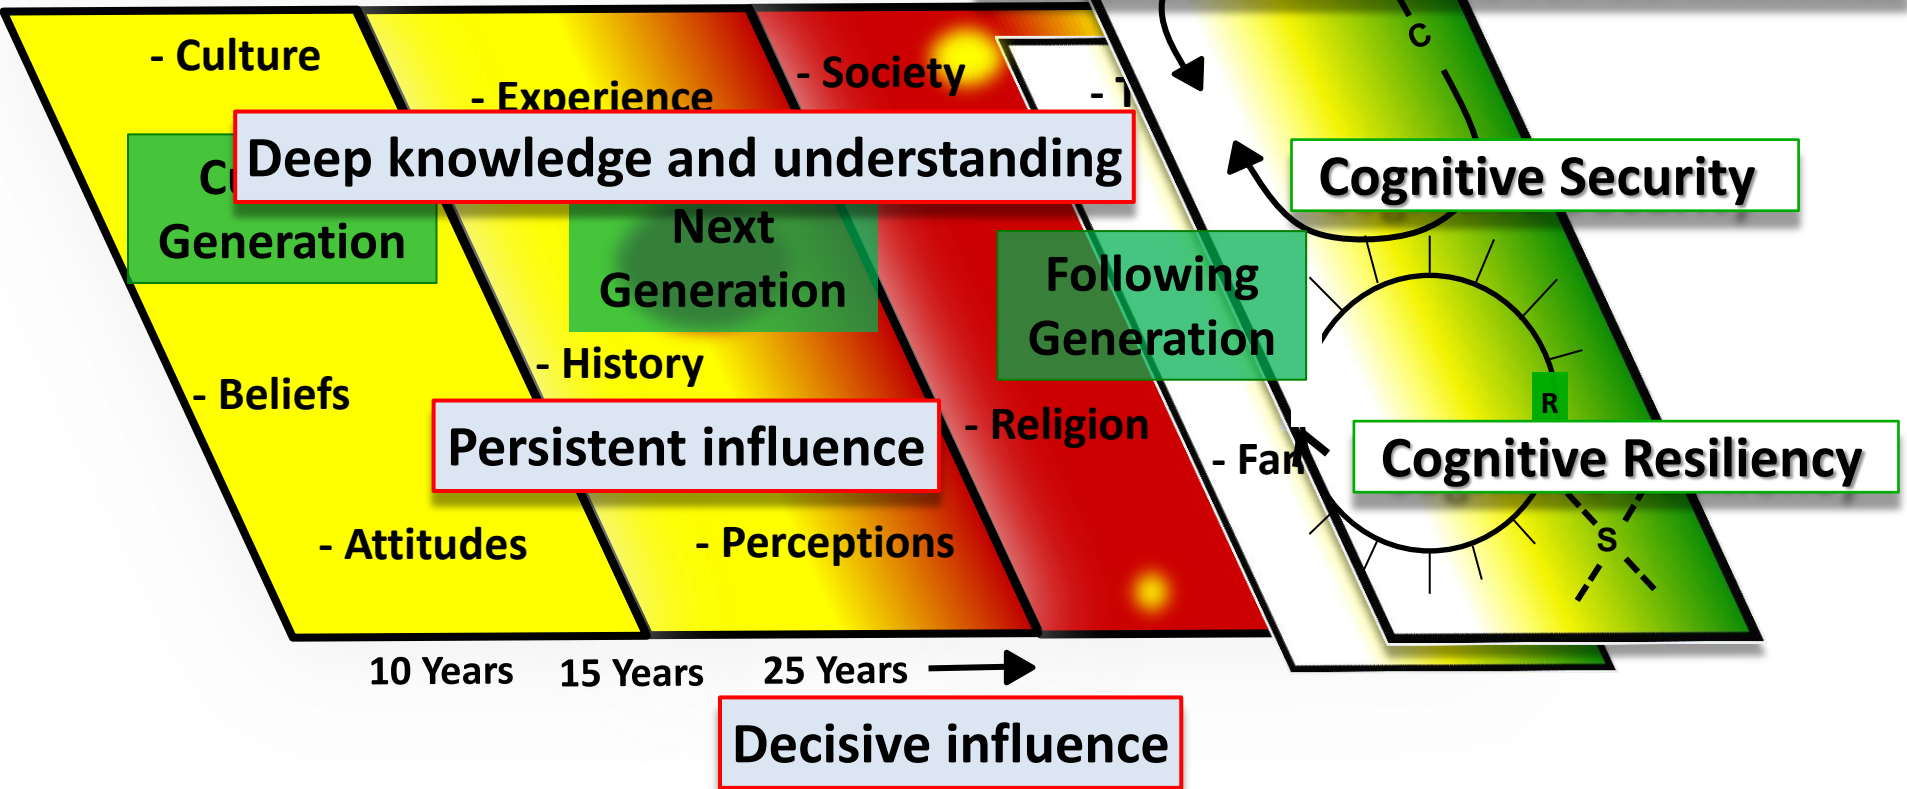 - Culture
- Experience
- Society
C
Deep knowledge and understanding
Cognitive Security
Generation
Next
Generation
Following
Generation
- History
- Beliefs
R
Persistent influence
- Religion
Cognitive Resiliency
- Attitudes
- Perceptions
S
10 Years
15 Years
25 Years
Decisive influence